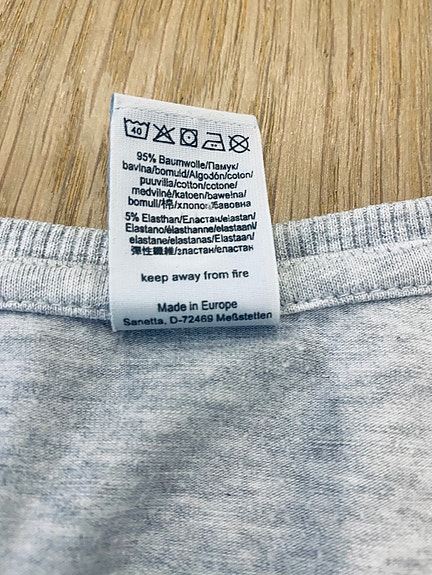 40
95% Baumwolle/Памук/
bavlna/bomuld/Algodón/coton/
puuvilla/cotton/cotone/
medvilnė/katoen/bawełna/
bomull/棉/хлопок/бавовна
5% Elasthan/Еластан/elastan/
Elastano/élasthanne/elastaani/
elastane/elastanas/Elastaan/
彈性纖維/эластан/еластан
keep away from fire
Made in Europe
Sanetta, D-72469 Meßstetten